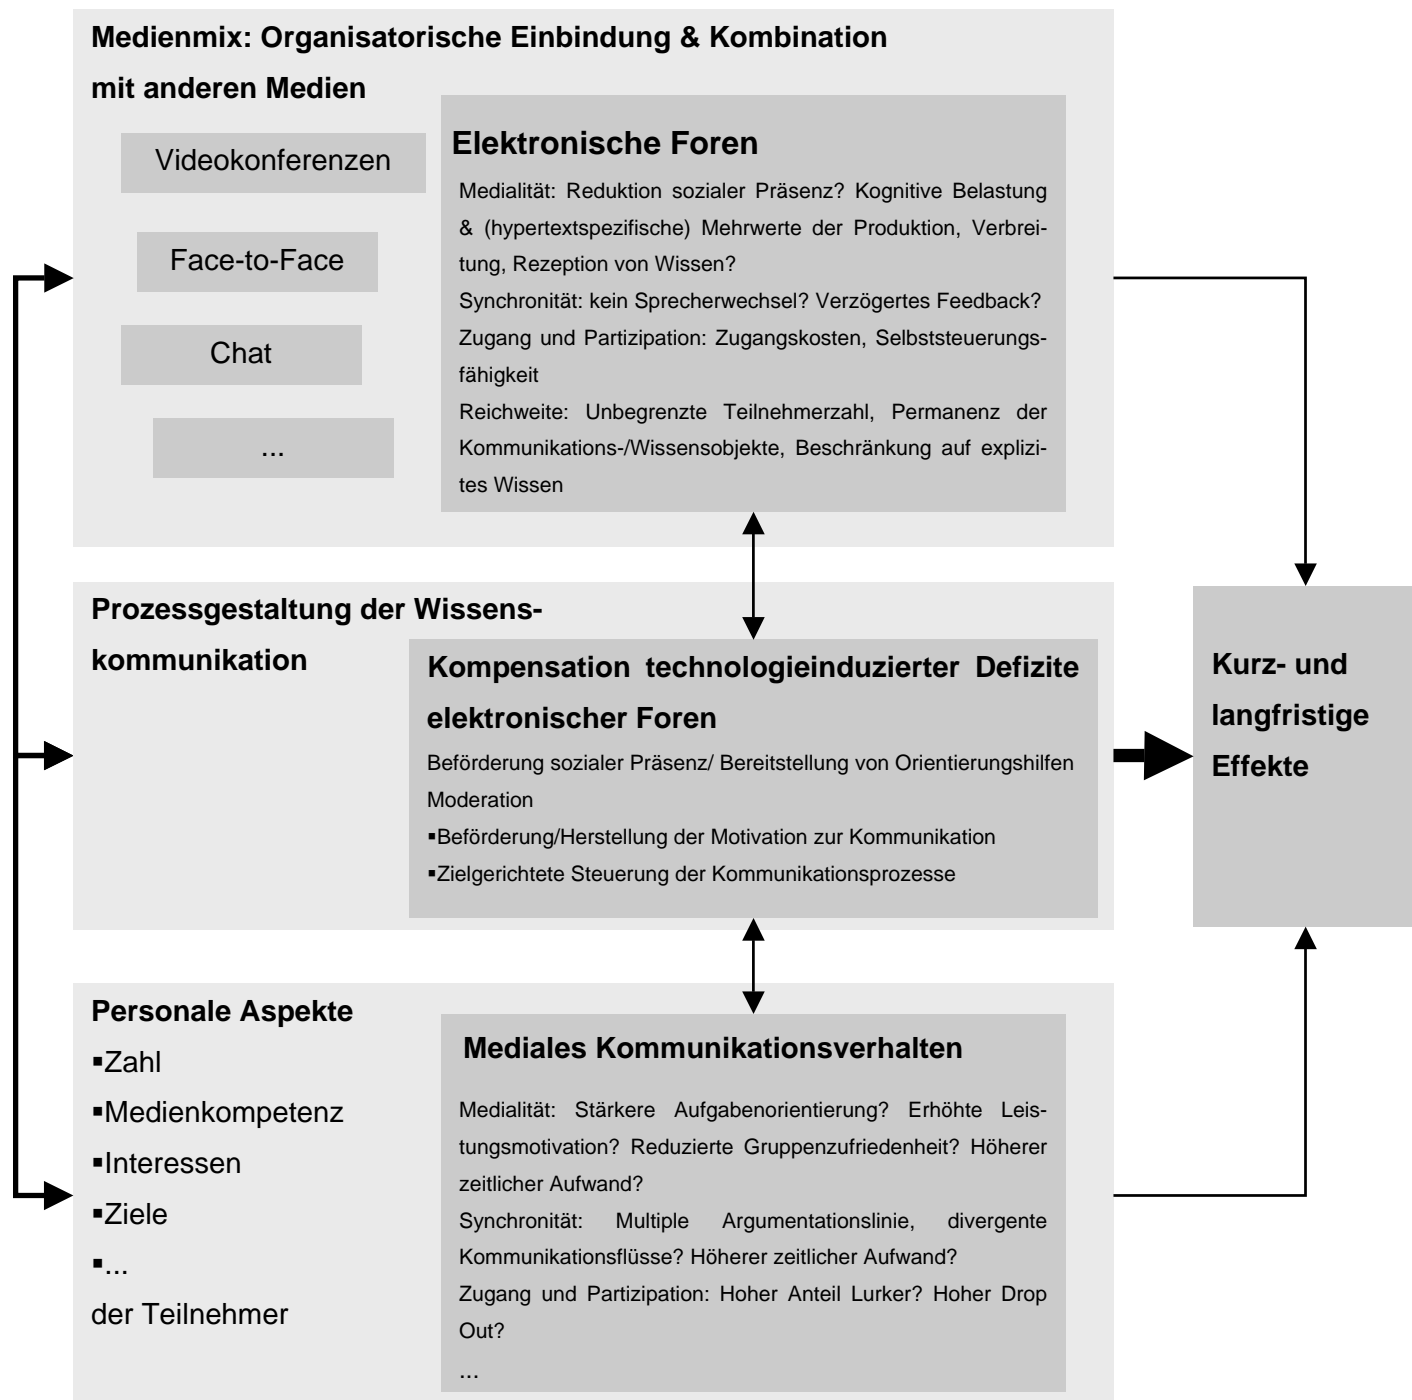 Medienmix: Organisatorische Einbindung & Kombination
mit anderen Medien
Videokonferenzen
Face-to-Face
Chat
...
Elektronische Foren
Medialität: Reduktion sozialer Präsenz? Kognitive Belastung
& (hypertextspezifische) Mehrwerte der Produktion, Verbrei-
tung, Rezeption von Wissen?
Synchronität: kein Sprecherwechsel? Verzögertes Feedback?
Zugang und Partizipation: Zugangskosten, Selbststeuerungs-
fähigkeit
Reichweite: Unbegrenzte Teilnehmerzahl, Permanenz der
Kommunikations-/Wissensobjekte, Beschränkung auf explizi-
tes Wissen
Prozessgestaltung der Wissens-
kommunikation
Kompensation technologieinduzierter Defizite
elektronischer Foren
Beförderung sozialer Präsenz/ Bereitstellung von Orientierungshilfen
Moderation
▪Beförderung/Herstellung der Motivation zur Kommunikation
▪Zielgerichtete Steuerung der Kommunikationsprozesse
Kurz- und
langfristige
Effekte
Personale Aspekte
▪Zahl
▪Medienkompetenz
▪Interessen
▪Ziele
▪...
der Teilnehmer
Mediales Kommunikationsverhalten
Medialität: Stärkere Aufgabenorientierung? Erhöhte Leis-
tungsmotivation? Reduzierte Gruppenzufriedenheit? Höherer
zeitlicher Aufwand?
Synchronität: Multiple Argumentationslinie, divergente
Kommunikationsflüsse? Höherer zeitlicher Aufwand?
Zugang und Partizipation: Hoher Anteil Lurker? Hoher Drop
Out?
...